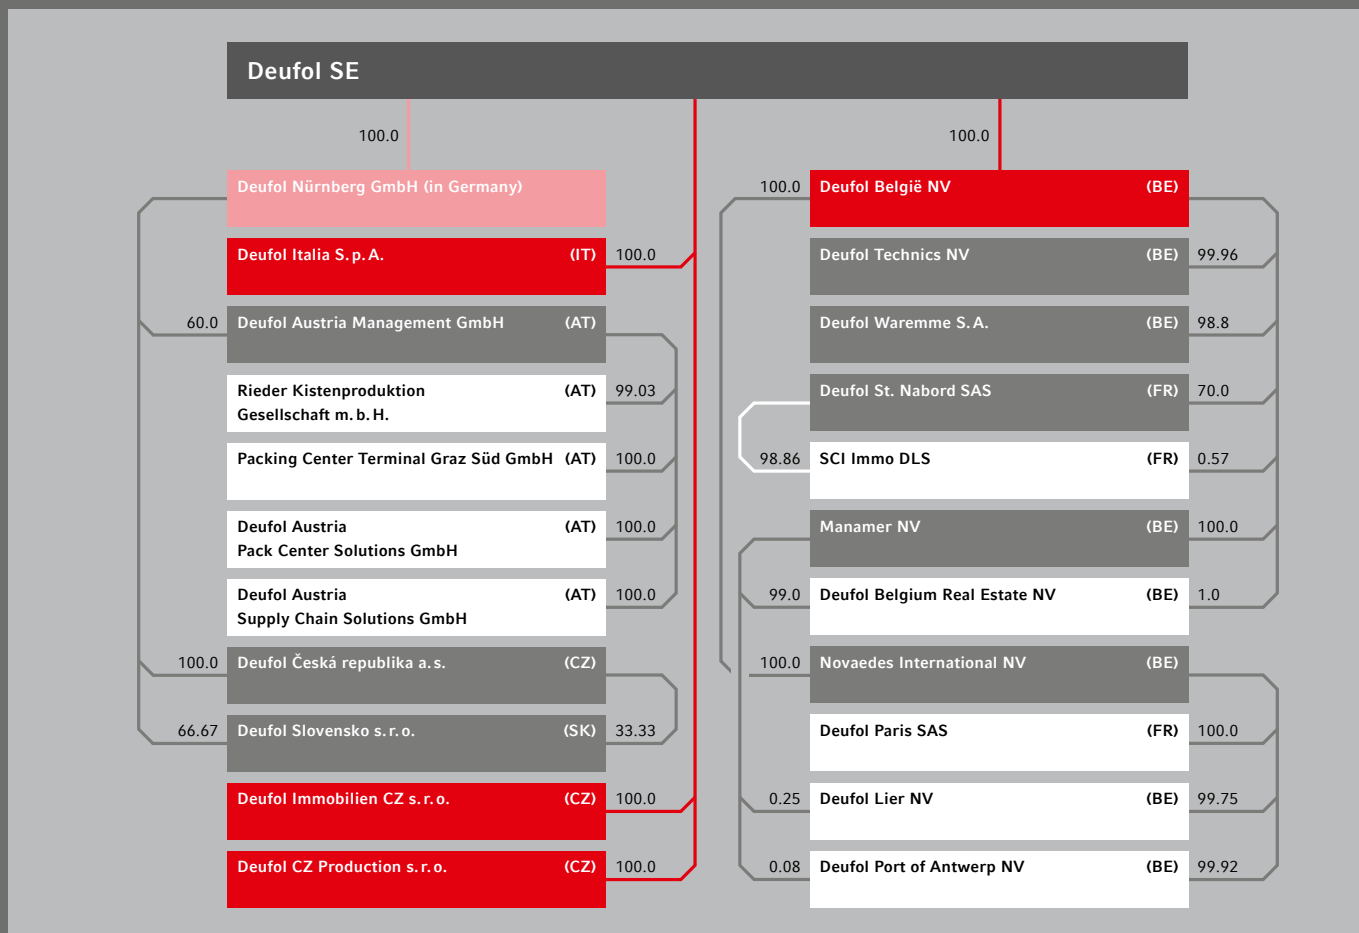 Deufol SE
100.0
100.0
Deufol Nürnberg GmbH (in Germany)
Deufol Italia S. p. A. (IT) 100.0
60.0 Deufol Austria Management GmbH (AT)
Rieder Kistenproduktion (AT) 99.03
Gesellschaft m. b. H.
Packing Center Terminal Graz Süd GmbH (AT) 100.0
Deufol Austria (AT) 100.0
Pack Center Solutions GmbH
Deufol Austria (AT) 100.0
Supply Chain Solutions GmbH
100.0 Deufol Česká republika a. s. (CZ)
66.67 Deufol Slovensko s. r. o. (SK) 33.33
Deufol Immobilien CZ s. r. o. (CZ) 100.0
Deufol CZ Production s. r. o. (CZ) 100.0
100.0 Deufol België NV (BE)
Deufol Technics NV (BE) 99.96
Deufol Waremme S. A. (BE) 98.8
Deufol St. Nabord SAS (FR) 70.0
98.86 SCI Immo DLS (FR) 0.57
Manamer NV (BE) 100.0
99.0 Deufol Belgium Real Estate NV (BE) 1.0
100.0 Novaedes International NV (BE)
Deufol Paris SAS (FR) 100.0
0.25 Deufol Lier NV (BE) 99.75
0.08 Deufol Port of Antwerp NV (BE) 99.92